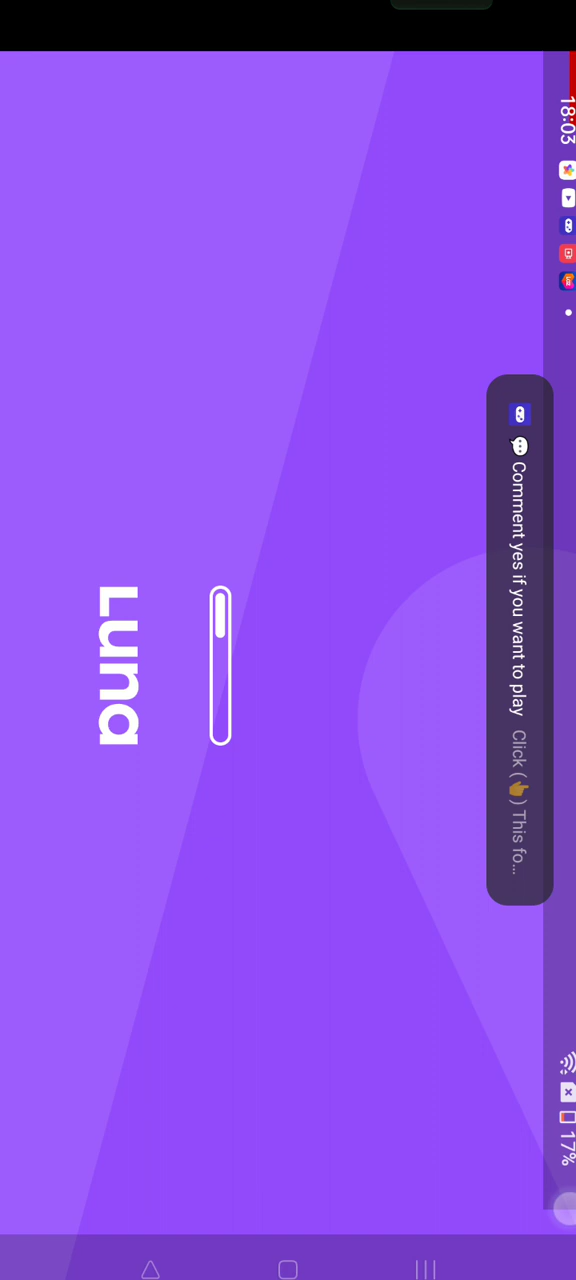 18:03
💬 Comment yes if you want to play Click (👆) This fo...
17%
Luna